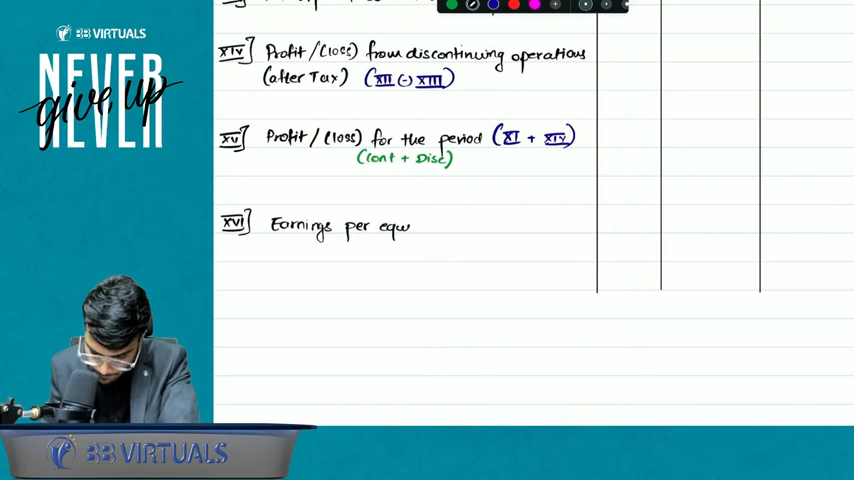 BB VIRTUALS
NEVER
give up
NEVER
XIV] Profit/(Loss) from discontinuing operations
(after Tax) (XII (-) XIII)
XV] Profit/(Loss) for the period (XI + XIV)
(Cont + Disc)
XVI] Earnings per equ
BB VIRTUALS